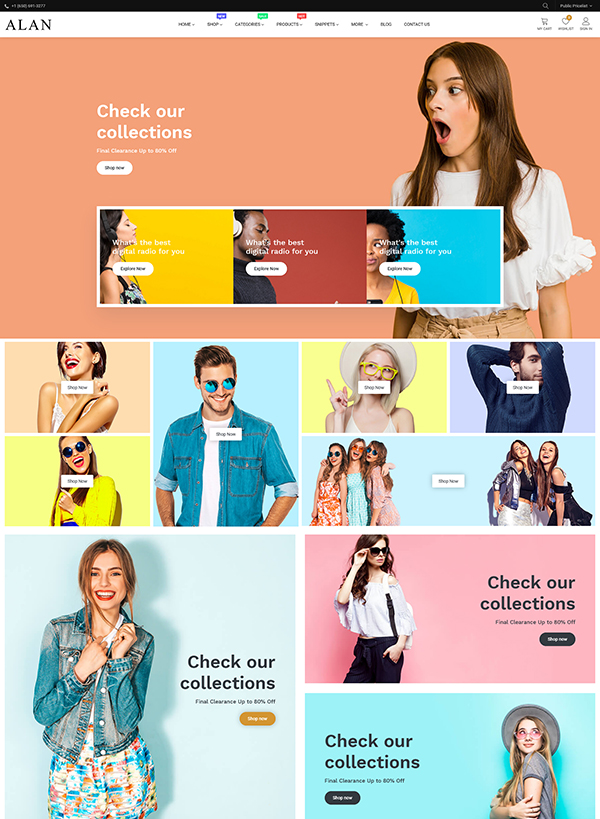 +1 (650) 691-3277
Public Pricelist
ALAN
HOME
SHOP
NEW
CATEGORIES
NEW
PRODUCTS
HOT
SNIPPETS
MORE
BLOG
CONTACT US
MY CART
WISHLIST
SIGN IN
Check our
collections
Final Clearance Up to 80% Off
Shop now
What's the best
digital radio for you
Explore Now
What's the best
digital radio for you
Explore Now
What's the best
digital radio for you
Explore Now
Shop Now
Shop Now
Shop Now
Shop Now
Shop Now
Shop Now
Check our
collections
Final Clearance Up to 80% Off
Shop now
Check our
collections
Final Clearance Up to 80% Off
Shop now
Check our
collections
Final Clearance Up to 80% Off
Shop now